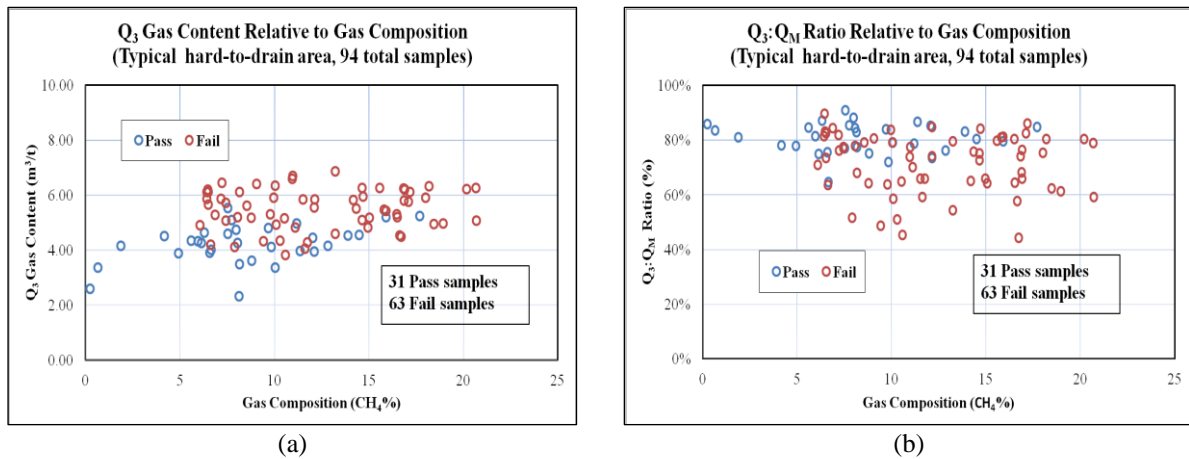 Q₃ Gas Content Relative to Gas Composition
(Typical hard-to-drain area, 94 total samples)
10.00
8.00
6.00
4.00
2.00
0.00
Q₃ Gas Content (m³/t)
Pass Fail
31 Pass samples
63 Fail samples
0 5 10 15 20 25
Gas Composition (CH₄%)
(a)
Q₃:Q_M Ratio Relative to Gas Composition
(Typical hard-to-drain area, 94 total samples)
100%
80%
60%
40%
20%
0%
Q₃:Q_M Ratio (%)
Pass Fail
31 Pass samples
63 Fail samples
0 5 10 15 20 25
Gas Composition (CH₄%)
(b)